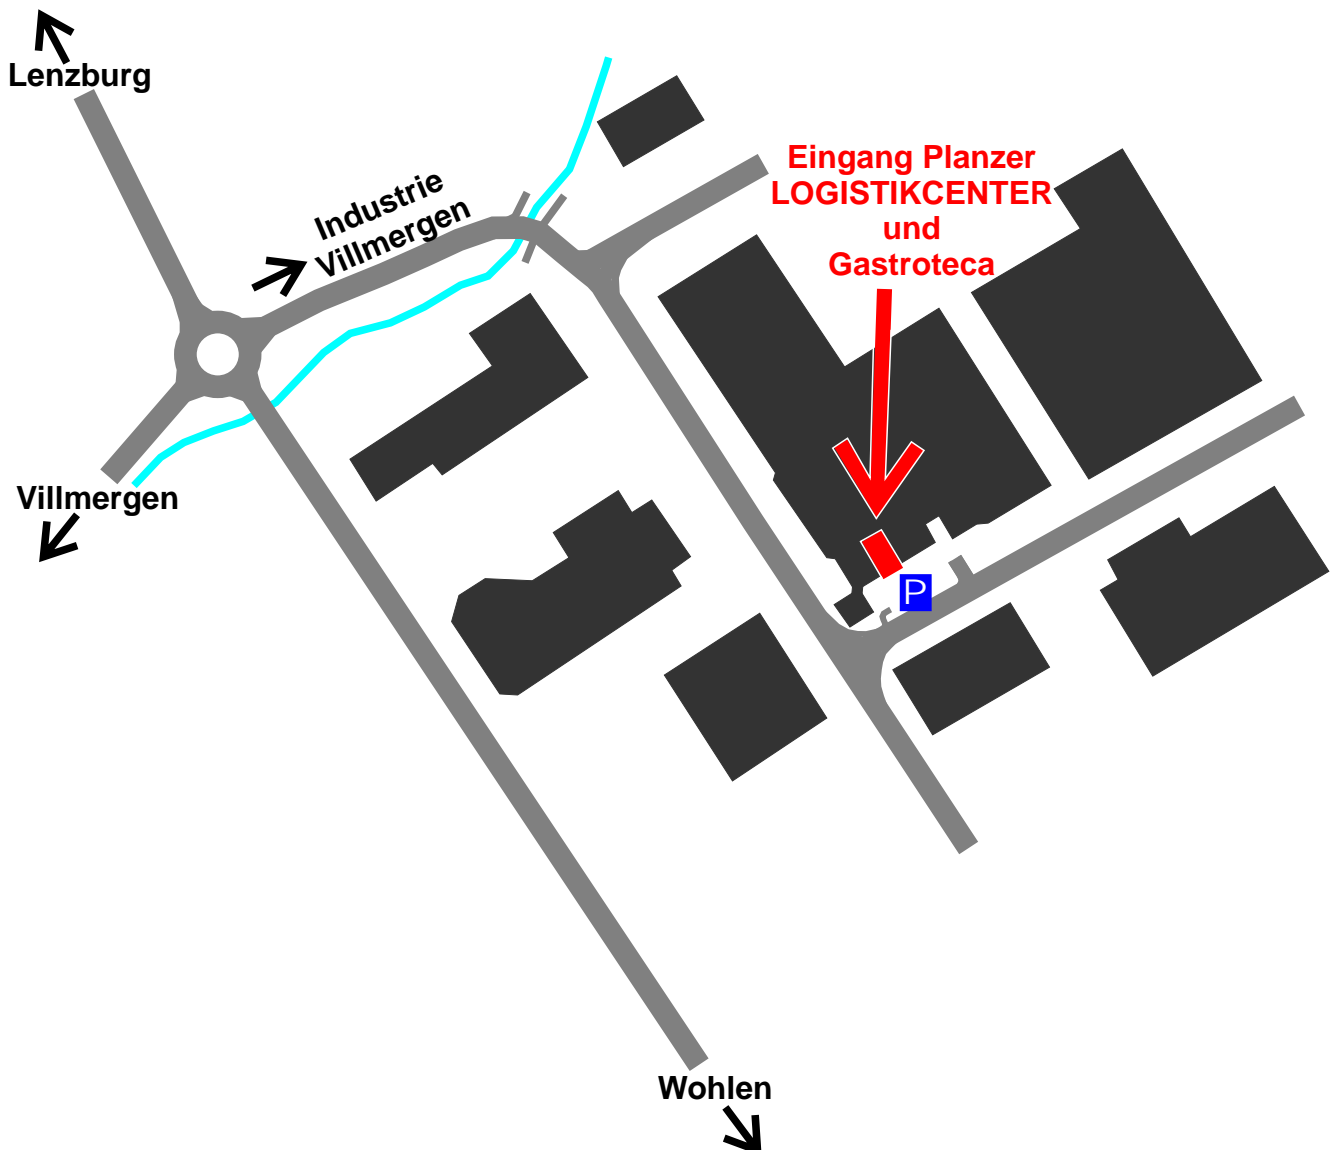 Lenzburg
Industrie
Villmergen
Eingang Planzer
LOGISTIKCENTER
und
Gastroteca
Villmergen
P
Wohlen